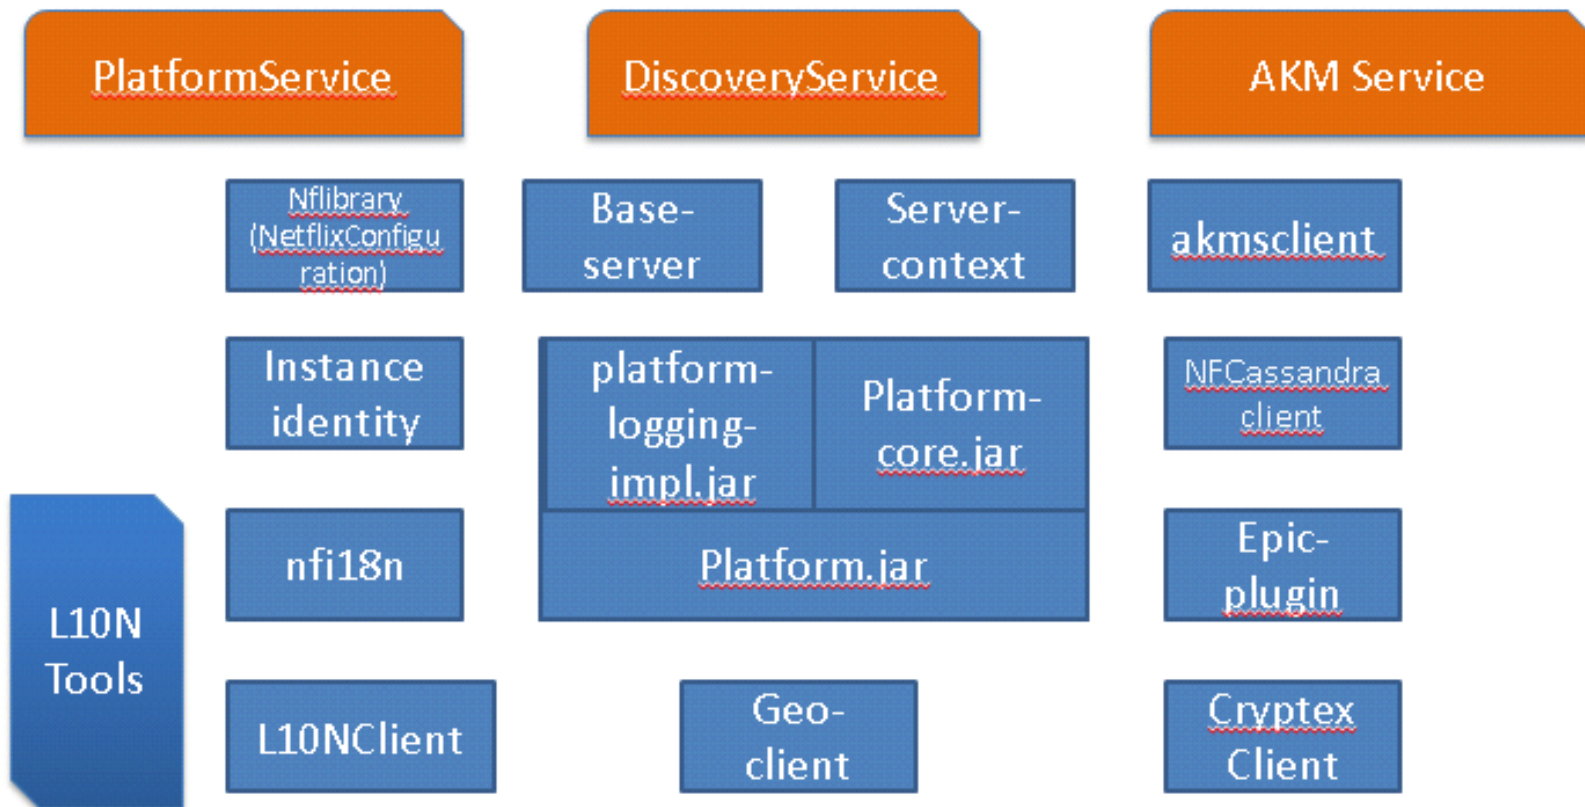 PlatformService
DiscoveryService
AKM Service
Nflibrary
(NetflixConfigu
ration)
Base-
server
Server-
context
akmsclient
Instance
identity
platform-
logging-
impl.jar
Platform-
core.jar
NFCassandra
client
L10N
Tools
nfi18n
Platform.jar
Epic-
plugin
L10NClient
Geo-
client
Cryptex
Client